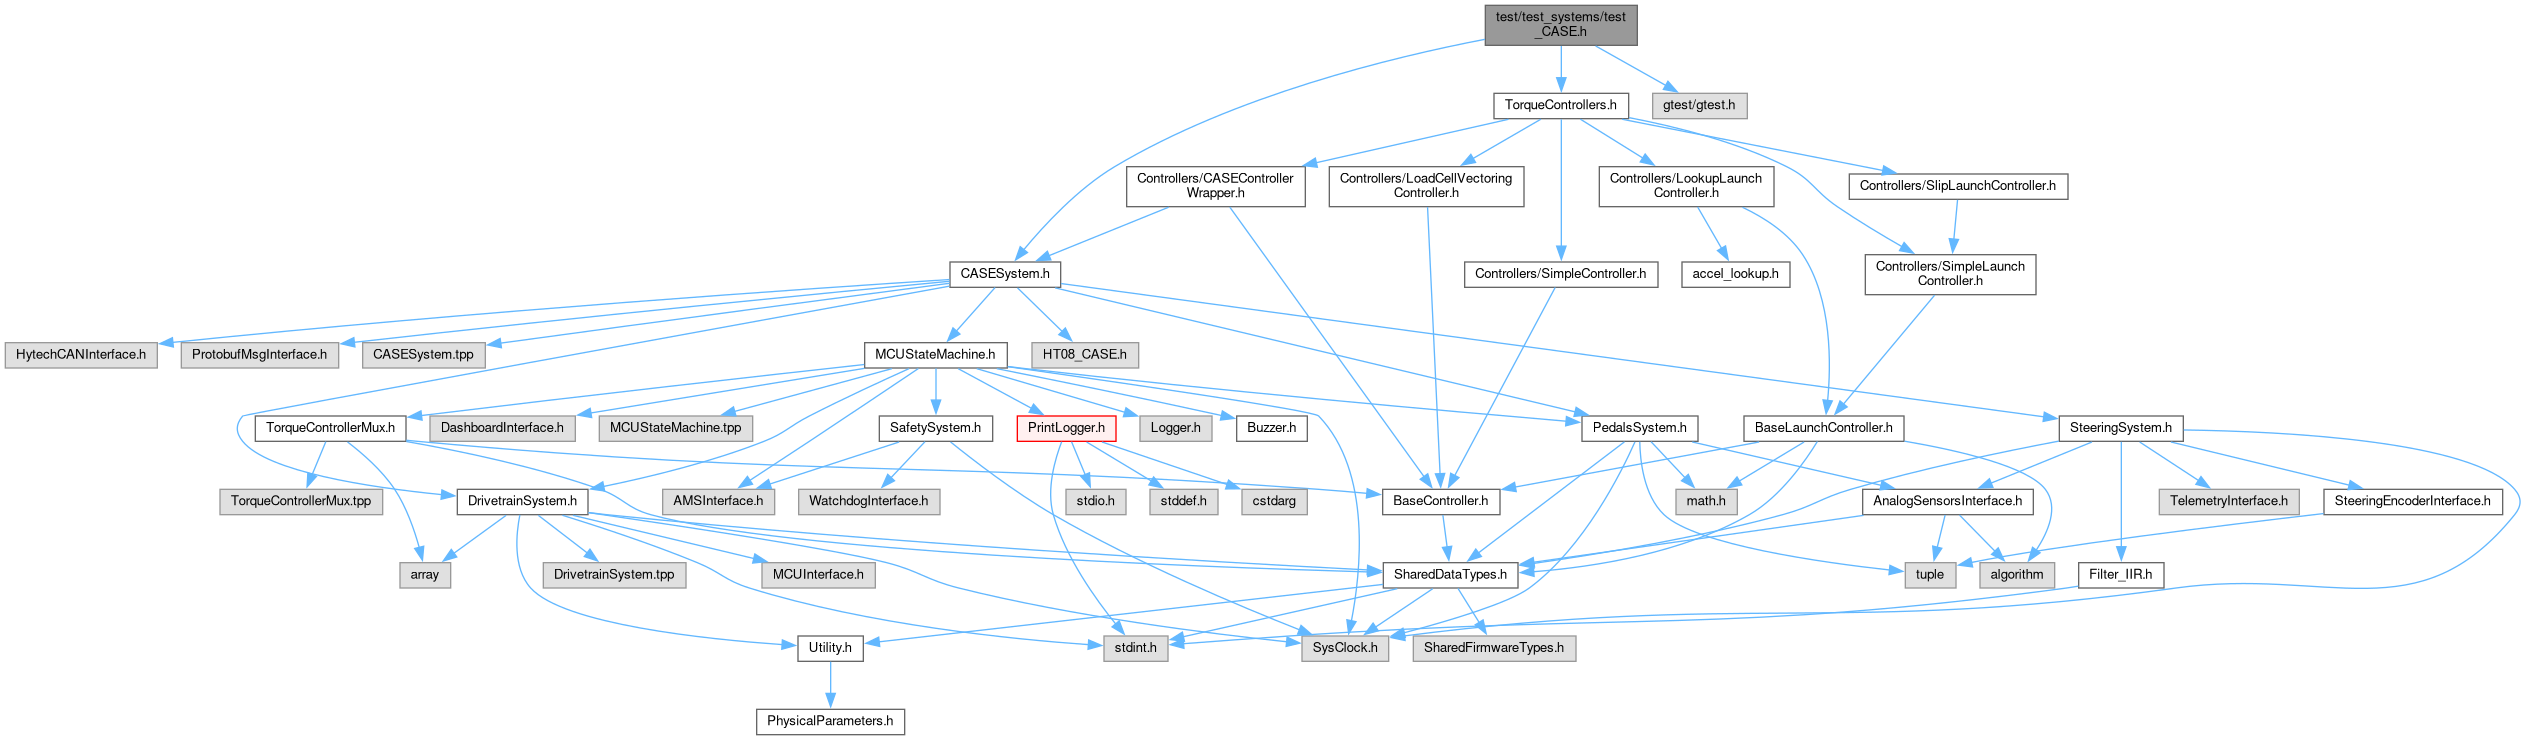 test/test_systems/test
_CASE.h
TorqueControllers.h
gtest/gtest.h
Controllers/CASEController
Wrapper.h
Controllers/LoadCellVectoring
Controller.h
Controllers/LookupLaunch
Controller.h
Controllers/SlipLaunchController.h
CASESystem.h
Controllers/SimpleController.h
accel_lookup.h
Controllers/SimpleLaunch
Controller.h
HytechCANInterface.h
ProtobufMsgInterface.h
CASESystem.tpp
MCUStateMachine.h
HT08_CASE.h
TorqueControllerMux.h
DashboardInterface.h
MCUStateMachine.tpp
SafetySystem.h
PrintLogger.h
Logger.h
Buzzer.h
PedalsSystem.h
BaseLaunchController.h
SteeringSystem.h
TorqueControllerMux.tpp
DrivetrainSystem.h
AMSInterface.h
WatchdogInterface.h
stdio.h
stddef.h
cstdarg
BaseController.h
math.h
AnalogSensorsInterface.h
TelemetryInterface.h
SteeringEncoderInterface.h
array
DrivetrainSystem.tpp
MCUInterface.h
SharedDataTypes.h
tuple
algorithm
Filter_IIR.h
Utility.h
stdint.h
SysClock.h
SharedFirmwareTypes.h
PhysicalParameters.h